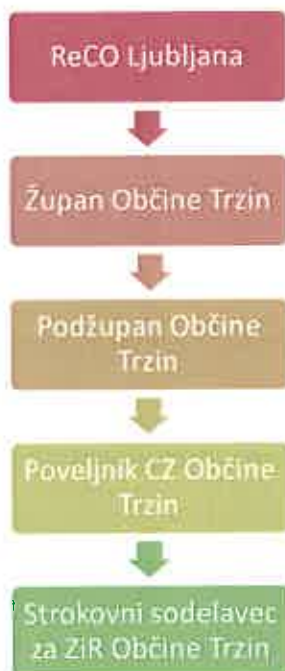 ReCO Ljubljana
Župan Občine Trzin
Podžupan Občine
Trzin
Poveljnik CZ Občine
Trzin
Strokovni sodelavec
za ZiR Občine Trzin